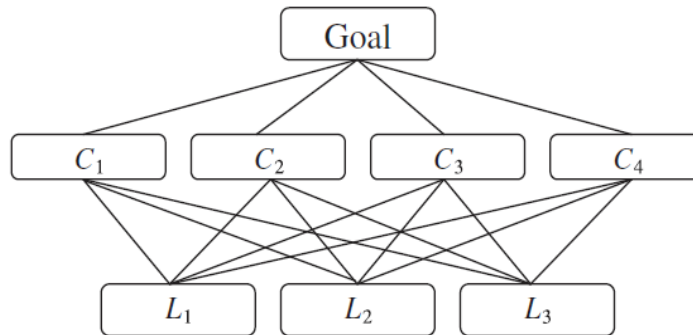 Goal
C₁ C₂ C₃ C₄
L₁ L₂ L₃